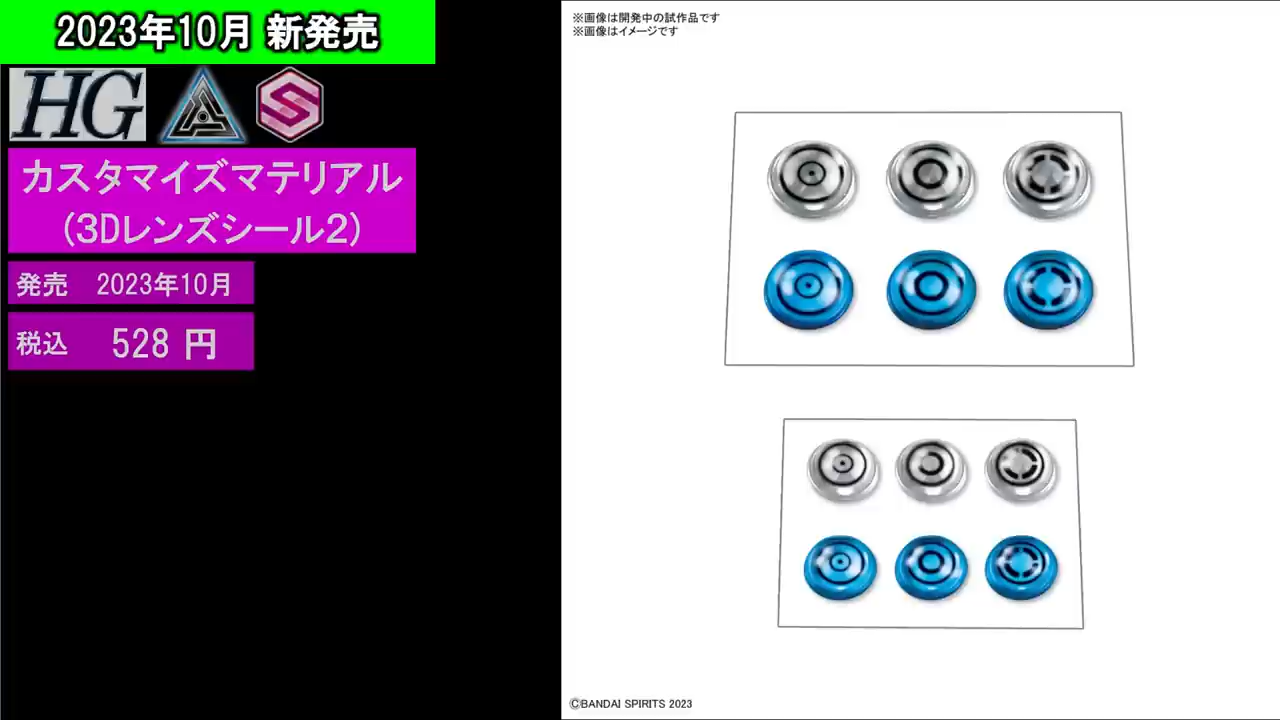 2023年10月 新発売
HG
カスタマイズマテリアル
(3Dレンズシール2)
発売 2023年10月
税込 528 円
※画像は開発中の試作品です
※画像はイメージです
©BANDAI SPIRITS 2023